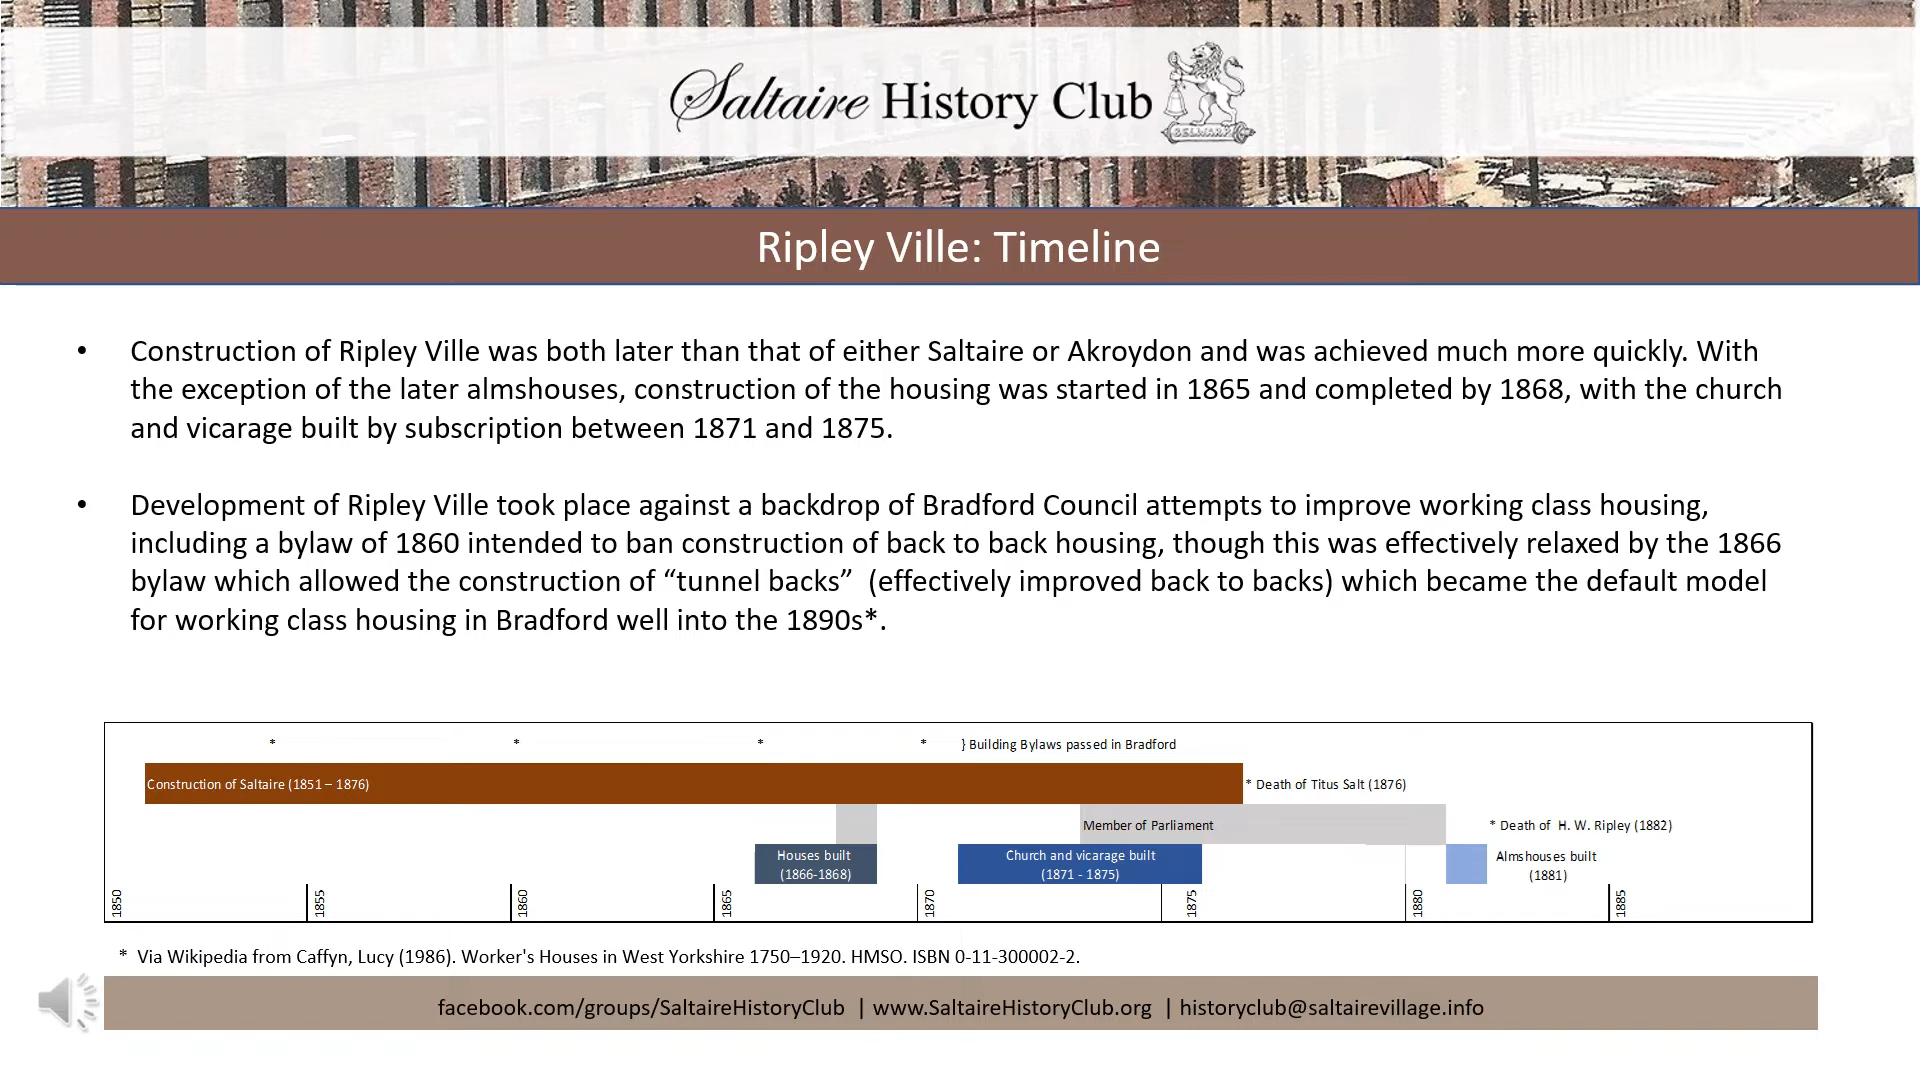 Saltaire History Club
Ripley Ville: Timeline
• Construction of Ripley Ville was both later than that of either Saltaire or Akroydon and was achieved much more quickly. With
the exception of the later almshouses, construction of the housing was started in 1865 and completed by 1868, with the church
and vicarage built by subscription between 1871 and 1875.
• Development of Ripley Ville took place against a backdrop of Bradford Council attempts to improve working class housing,
including a bylaw of 1860 intended to ban construction of back to back housing, though this was effectively relaxed by the 1866
bylaw which allowed the construction of “tunnel backs”  (effectively improved back to backs) which became the default model
for working class housing in Bradford well into the 1890s*.
* * * * } Building Bylaws passed in Bradford
Construction of Saltaire (1851 – 1876) * Death of Titus Salt (1876)
Member of Parliament * Death of  H. W. Ripley (1882)
Houses built
(1866-1868)
Church and vicarage built
(1871 - 1875)
Almshouses built
(1881)
1850 1855 1860 1865 1870 1875 1880 1885
* Via Wikipedia from Caffyn, Lucy (1986). Worker's Houses in West Yorkshire 1750–1920. HMSO. ISBN 0-11-300002-2.
facebook.com/groups/SaltaireHistoryClub | www.SaltaireHistoryClub.org | historyclub@saltairevillage.info